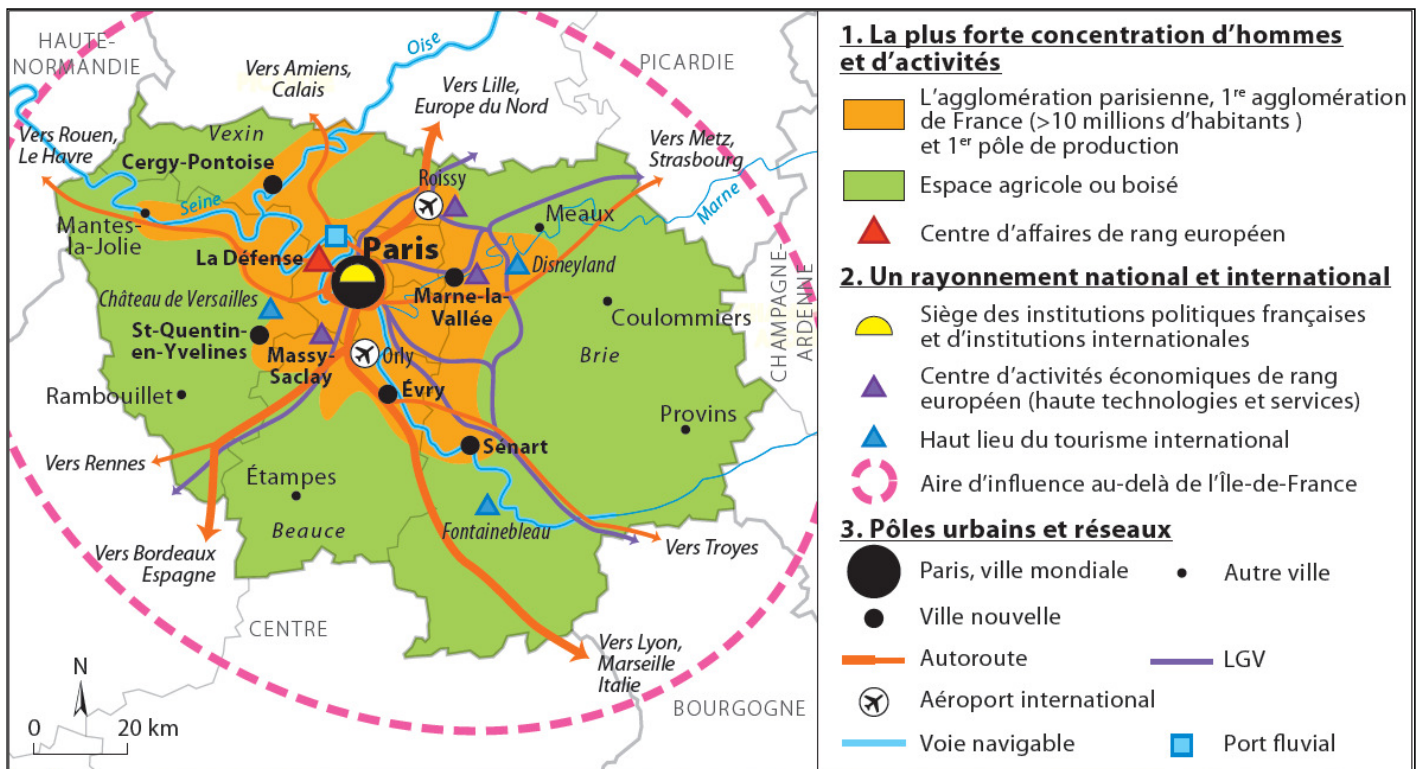 HAUTE-
NORMANDIE
Oise
PICARDIE
Vers Amiens,
Calais
Vers Lille,
Europe du Nord
Vers Rouen,
Le Havre
Vexin
Vers Metz,
Strasbourg
Cergy-Pontoise
Roissy
Marne
Seine
Mantes-
la-Jolie
Meaux
Paris
La Défense
Disneyland
Château de Versailles
Marne-la-
Vallée
CHAMPAGNE-
ARDENNE
Coulommiers
St-Quentin-
en-Yvelines
Massy-
Saclay
Orly
Brie
Rambouillet
Évry
Provins
Sénart
Vers Rennes
Étampes
Beauce
Fontainebleau
Vers Bordeaux
Espagne
Vers Troyes
CENTRE
Vers Lyon,
Marseille
Italie
BOURGOGNE
N
0 20 km
1. La plus forte concentration d'hommes
et d'activités
L'agglomération parisienne, 1re agglomération
de France (>10 millions d'habitants )
et 1er pôle de production
Espace agricole ou boisé
Centre d'affaires de rang européen
2. Un rayonnement national et international
Siège des institutions politiques françaises
et d'institutions internationales
Centre d'activités économiques de rang
européen (haute technologies et services)
Haut lieu du tourisme international
Aire d'influence au-delà de l'Île-de-France
3. Pôles urbains et réseaux
Paris, ville mondiale
Autre ville
Ville nouvelle
Autoroute
LGV
Aéroport international
Voie navigable
Port fluvial